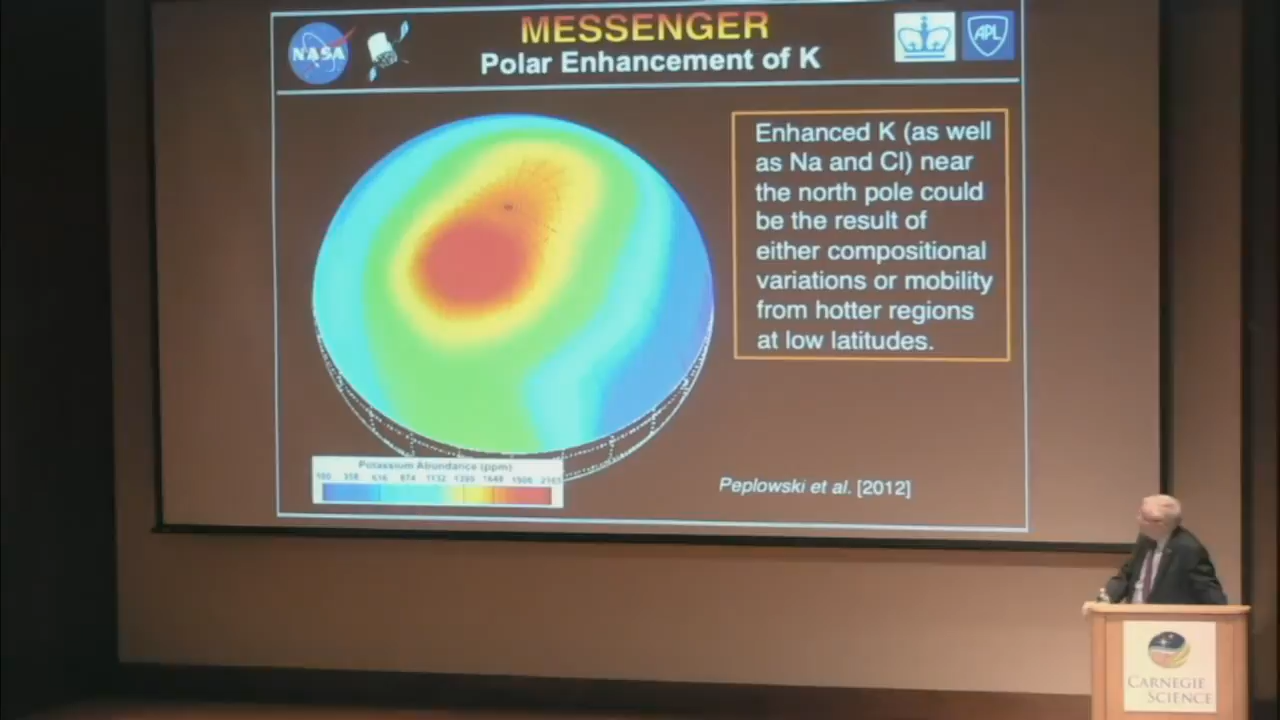 MESSENGER
Polar Enhancement of K
NASA
APL
Enhanced K (as well
as Na and Cl) near
the north pole could
be the result of
either compositional
variations or mobility
from hotter regions
at low latitudes.
Potassium Abundance (ppm)
Peplowski et al. [2012]
CARNEGIE
SCIENCE